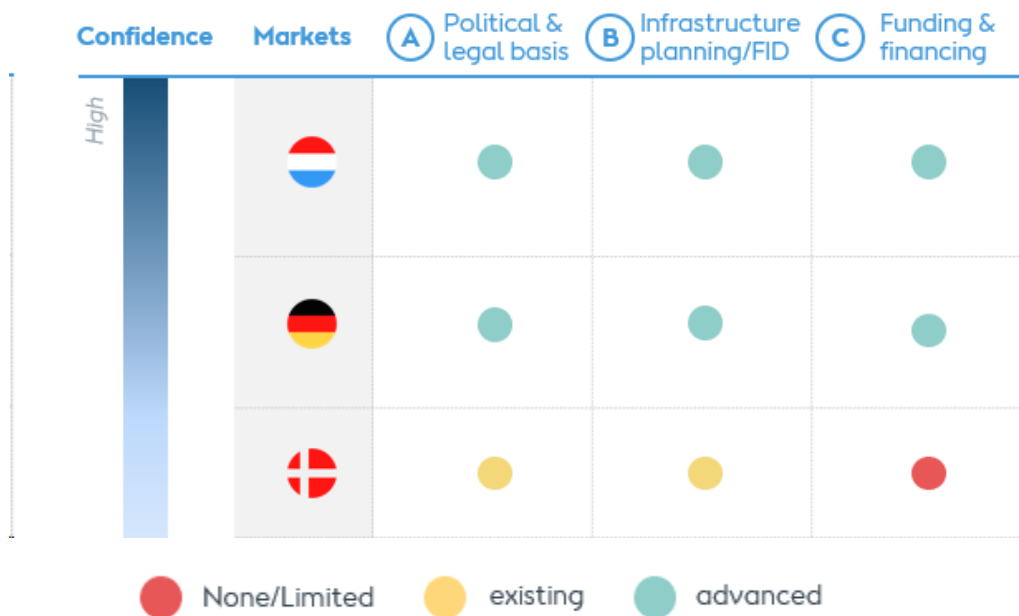 Confidence
Markets
A
Political &
legal basis
B
Infrastructure
planning/FID
C
Funding &
financing
High
None/Limited
existing
advanced